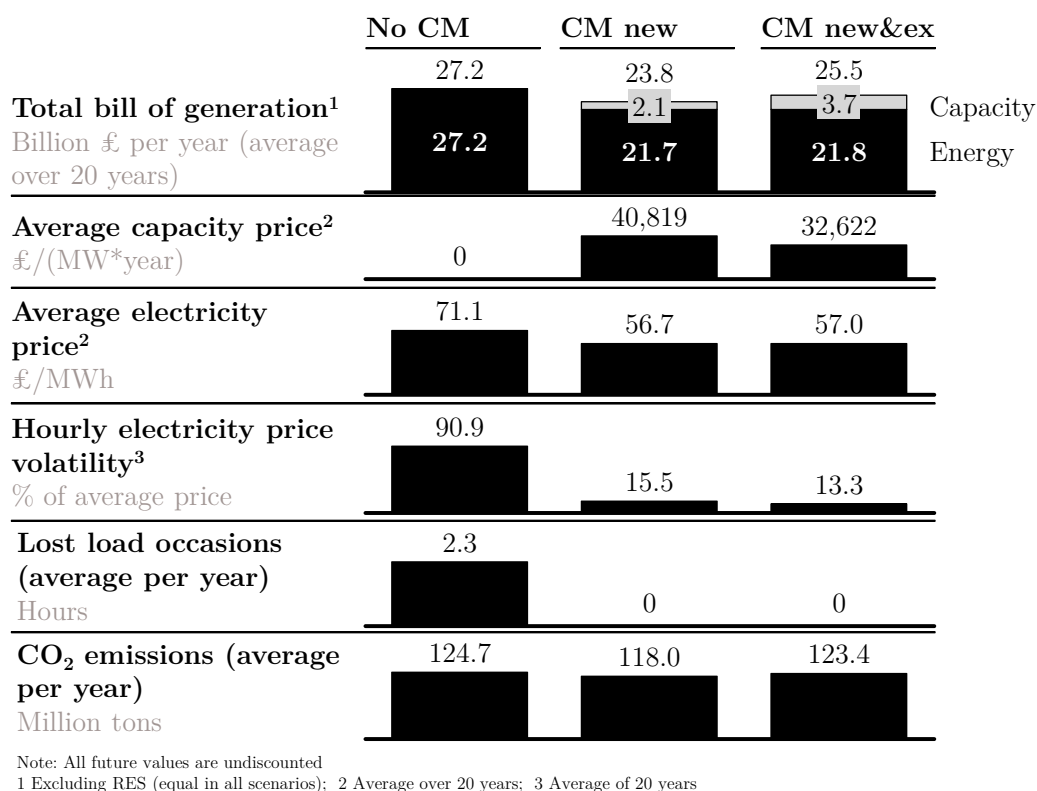 No CM CM new CM new&ex
27.2 23.8 25.5
Total bill of generation¹ 2.1 3.7 Capacity
Billion £ per year (average 27.2 21.7 21.8 Energy
over 20 years)
Average capacity price² 40,819 32,622
£/(MW*year) 0
Average electricity 71.1 56.7 57.0
price²
£/MWh
Hourly electricity price 90.9
volatility³ 15.5 13.3
% of average price
Lost load occasions 2.3
(average per year)
Hours 0 0
CO₂ emissions (average 124.7 118.0 123.4
per year)
Million tons
Note: All future values are undiscounted
1 Excluding RES (equal in all scenarios); 2 Average over 20 years; 3 Average of 20 years